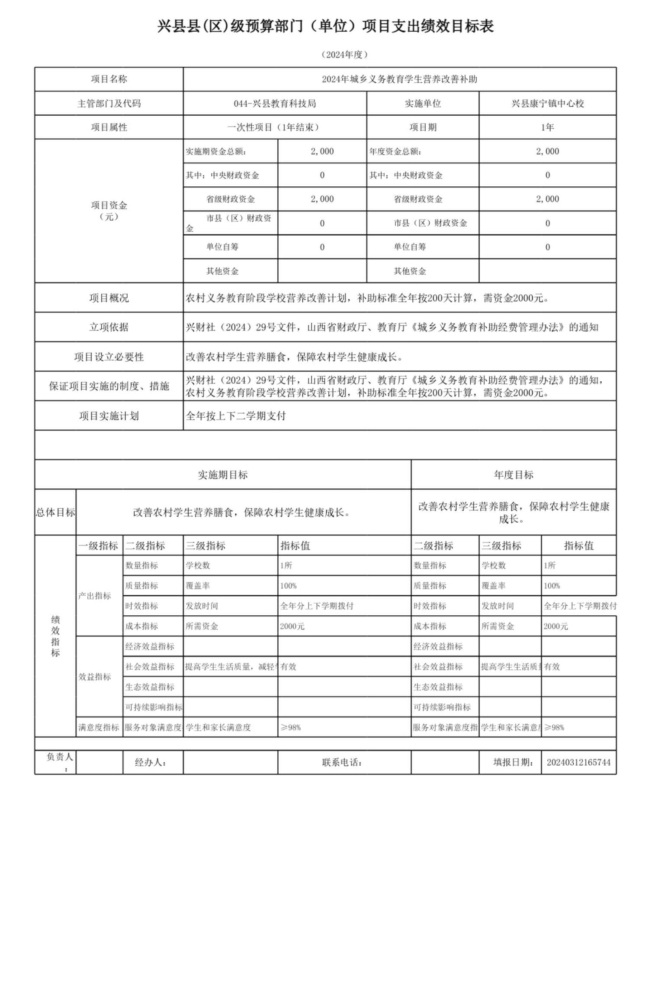 兴县县(区)级预算部门（单位）项目支出绩效目标表
（2024年度）
项目名称 2024年城乡义务教育学生营养改善补助
主管部门及代码 044-兴县教育科技局 实施单位 兴县康宁镇中心校
项目属性 一次性项目（1年结束） 项目期 1年
项目资金
（元）
实施期资金总额： 2,000 年度资金总额： 2,000
其中：中央财政资金 0 其中：中央财政资金 0
省级财政资金 2,000 省级财政资金 2,000
市县（区）财政资
金 0 市县（区）财政资金 0
单位自筹 0 单位自筹 0
其他资金 其他资金
项目概况 农村义务教育阶段学校营养改善计划，补助标准全年按200天计算，需资金2000元。
立项依据 兴财社（2024）29号文件，山西省财政厅、教育厅《城乡义务教育补助经费管理办法》的通知
项目设立必要性 改善农村学生营养膳食，保障农村学生健康成长。
保证项目实施的制度、措施 兴财社（2024）29号文件，山西省财政厅、教育厅《城乡义务教育补助经费管理办法》的通知，
农村义务教育阶段学校营养改善计划，补助标准全年按200天计算，需资金2000元。
项目实施计划 全年按上下二学期支付
实施期目标 年度目标
总体目标 改善农村学生营养膳食，保障农村学生健康成长。 改善农村学生营养膳食，保障农村学生健康
成长。
绩
效
指
标
一级指标 二级指标 三级指标 指标值 二级指标 三级指标 指标值
产出指标
数量指标 学校数 1所 数量指标 学校数 1所
质量指标 覆盖率 100% 质量指标 覆盖率 100%
时效指标 发放时间 全年分上下学期拨付 时效指标 发放时间 全年分上下学期拨付
成本指标 所需资金 2000元 成本指标 所需资金 2000元
效益指标
经济效益指标 经济效益指标
社会效益指标 提高学生生活质量，减轻 有效 社会效益指标 提高学生生活质 有效
生态效益指标 生态效益指标
可持续影响指标 可持续影响指标
满意度指标 服务对象满意度 学生和家长满意度 ≥98% 服务对象满意度指 学生和家长满意 ≥98%
负责人
： 经办人： 联系电话： 填报日期： 20240312165744